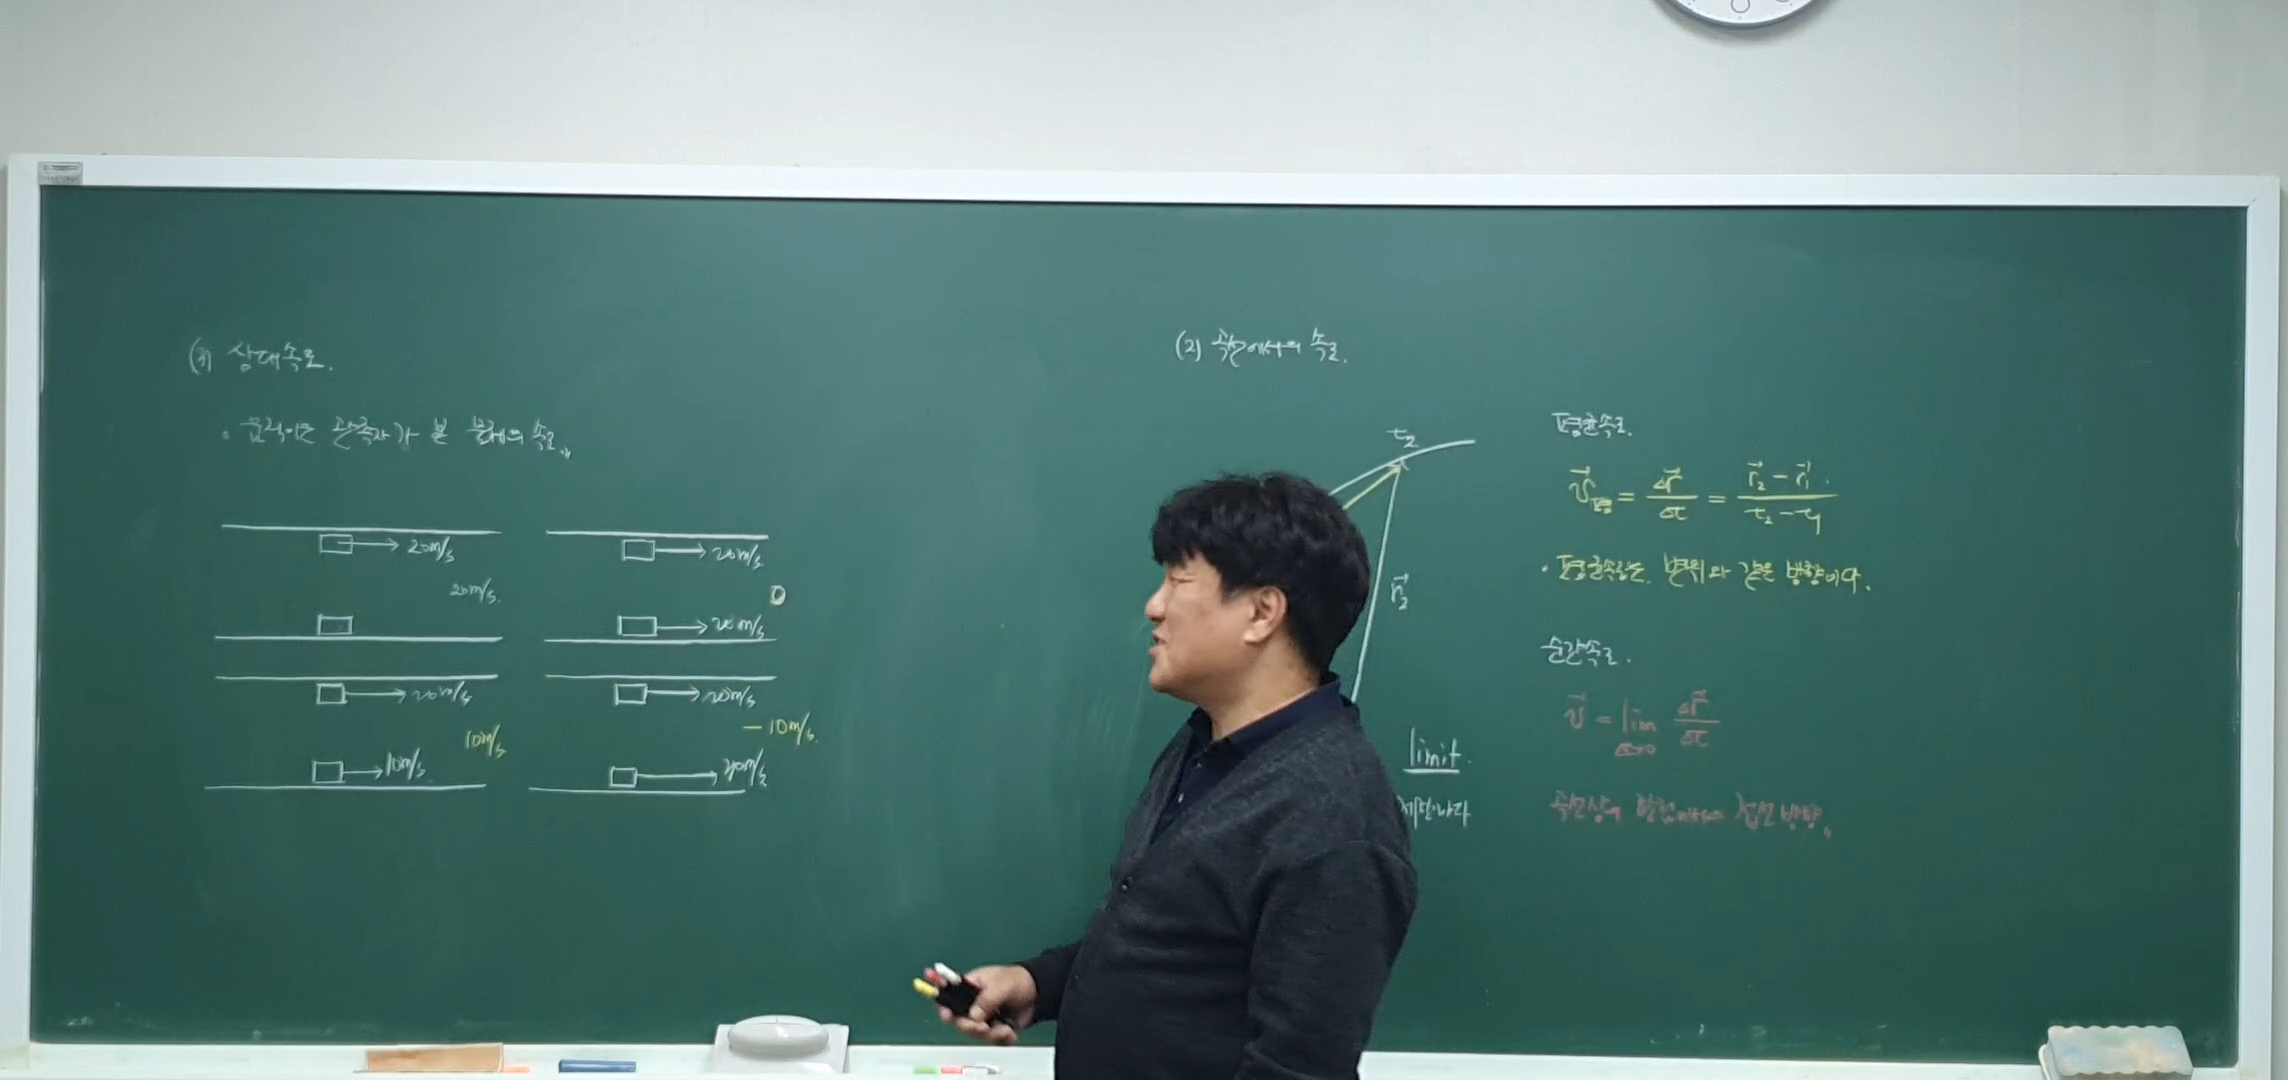 (3) 상대속도.
• 움직이는 관측자가 본 물체의 속도.
20m/s
20m/s.
20m/s.
0
20m/s
20m/s
10m/s
10m/s.
20m/s
-10m/s.
30m/s
(2) 곡선에서의 속도.
t₂
r⃗₂
limit.
평균속도.
v⃗평 = Δr⃗/Δt = (r⃗₂ - r⃗₁)/(t₂ - t₁)
• 평균속도는 변위와 같은 방향이다.
순간속도.
v⃗ = lim Δt→0 Δr⃗/Δt
곡선상의 한점에서의 접선방향.